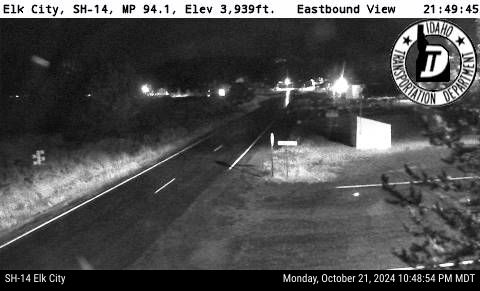 Elk City, SH-14, MP 94.1, Elev 3,939ft.   Eastbound View   21:49:45
IDAHO
TRANSPORTATION DEPARTMENT
SH-14 Elk City   Monday, October 21, 2024 10:48:54 PM MDT